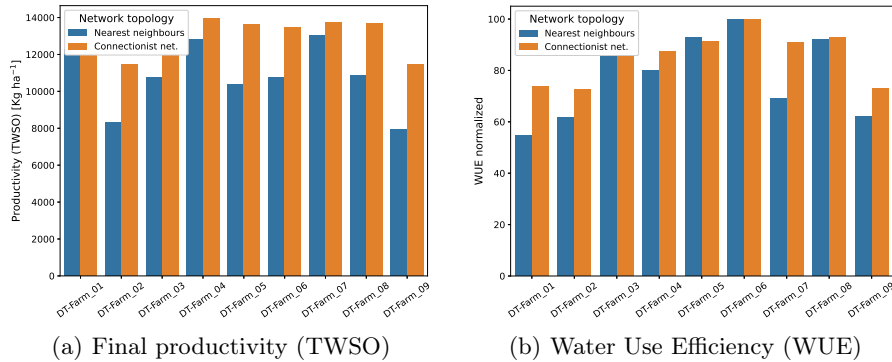 Network topology
Nearest neighbours
Connectionist net.
Productivity (TWSO) [Kg ha⁻¹]
14000
12000
10000
8000
6000
4000
2000
0
DT-Farm_01
DT-Farm_02
DT-Farm_03
DT-Farm_04
DT-Farm_05
DT-Farm_06
DT-Farm_07
DT-Farm_08
DT-Farm_09
(a) Final productivity (TWSO)
Network topology
Nearest neighbours
Connectionist net.
WUE normalized
100
80
60
40
20
0
DT-Farm_01
DT-Farm_02
DT-Farm_03
DT-Farm_04
DT-Farm_05
DT-Farm_06
DT-Farm_07
DT-Farm_08
DT-Farm_09
(b) Water Use Efficiency (WUE)